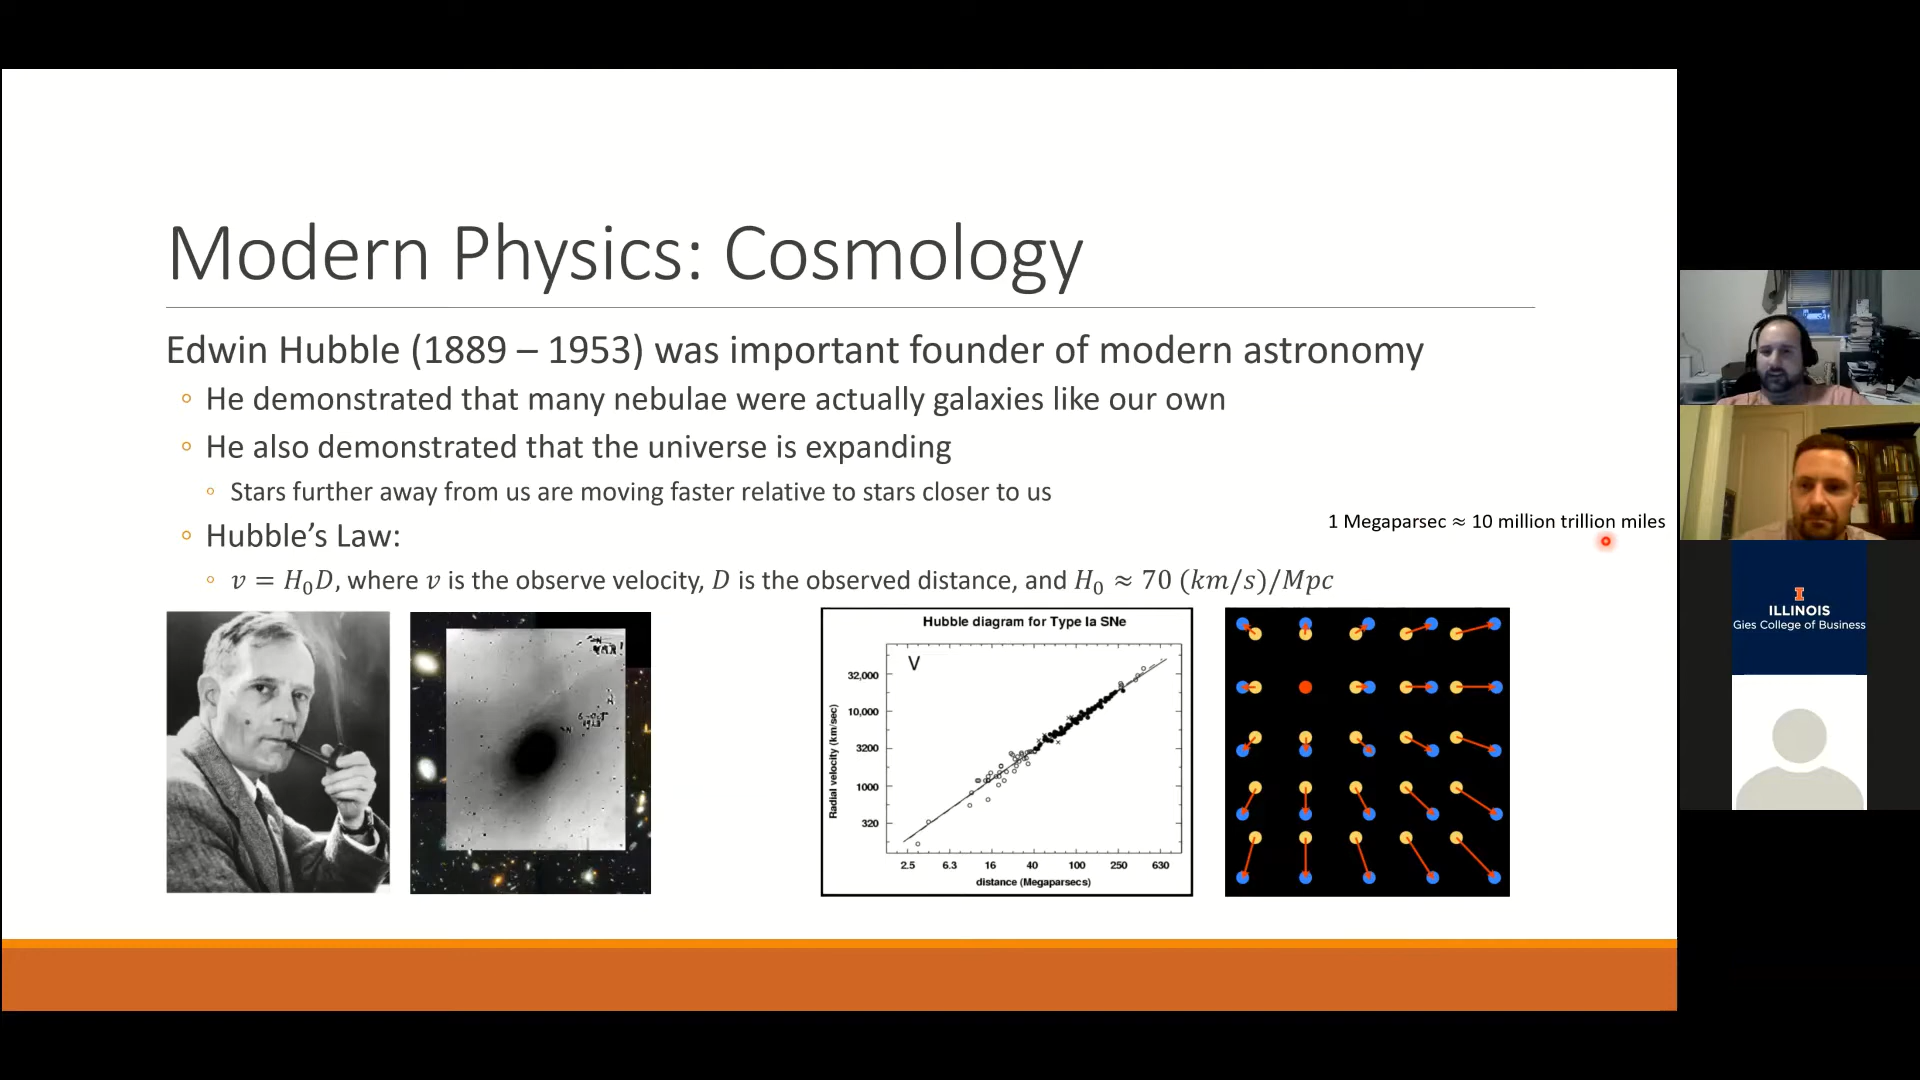 Modern Physics: Cosmology
Edwin Hubble (1889 – 1953) was important founder of modern astronomy
◦ He demonstrated that many nebulae were actually galaxies like our own
◦ He also demonstrated that the universe is expanding
◦ Stars further away from us are moving faster relative to stars closer to us
1 Megaparsec ≈ 10 million trillion miles
◦ Hubble's Law:
◦ v = H₀D, where v is the observe velocity, D is the observed distance, and H₀ ≈ 70 (km/s)/Mpc
Hubble diagram for Type Ia SNe
V
Radial velocity (km/sec)
32,000
10,000
3200
1000
320
2.5 6.3 16 40 100 250 630
distance (Megaparsecs)
I
ILLINOIS
Gies College of Business